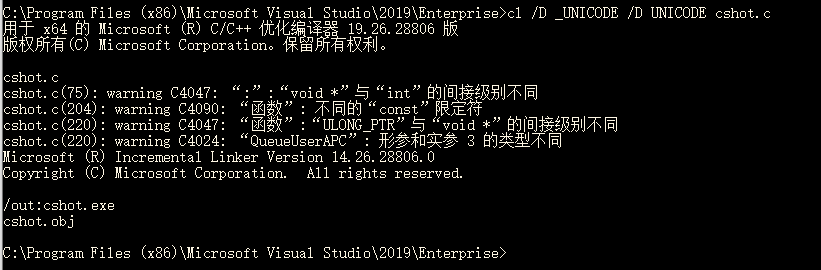 C:\Program Files (x86)\Microsoft Visual Studio\2019\Enterprise>cl /D _UNICODE /D UNICODE cshot.c
用于 x64 的 Microsoft (R) C/C++ 优化编译器 19.26.28806 版
版权所有(C) Microsoft Corporation。保留所有权利。
cshot.c
cshot.c(75): warning C4047: “:”:“void *”与“int”的间接级别不同
cshot.c(204): warning C4090: “函数”: 不同的“const”限定符
cshot.c(220): warning C4047: “函数”:“ULONG_PTR”与“void *”的间接级别不同
cshot.c(220): warning C4024: “QueueUserAPC”: 形参和实参 3 的类型不同
Microsoft (R) Incremental Linker Version 14.26.28806.0
Copyright (C) Microsoft Corporation.  All rights reserved.
/out:cshot.exe
cshot.obj
C:\Program Files (x86)\Microsoft Visual Studio\2019\Enterprise>